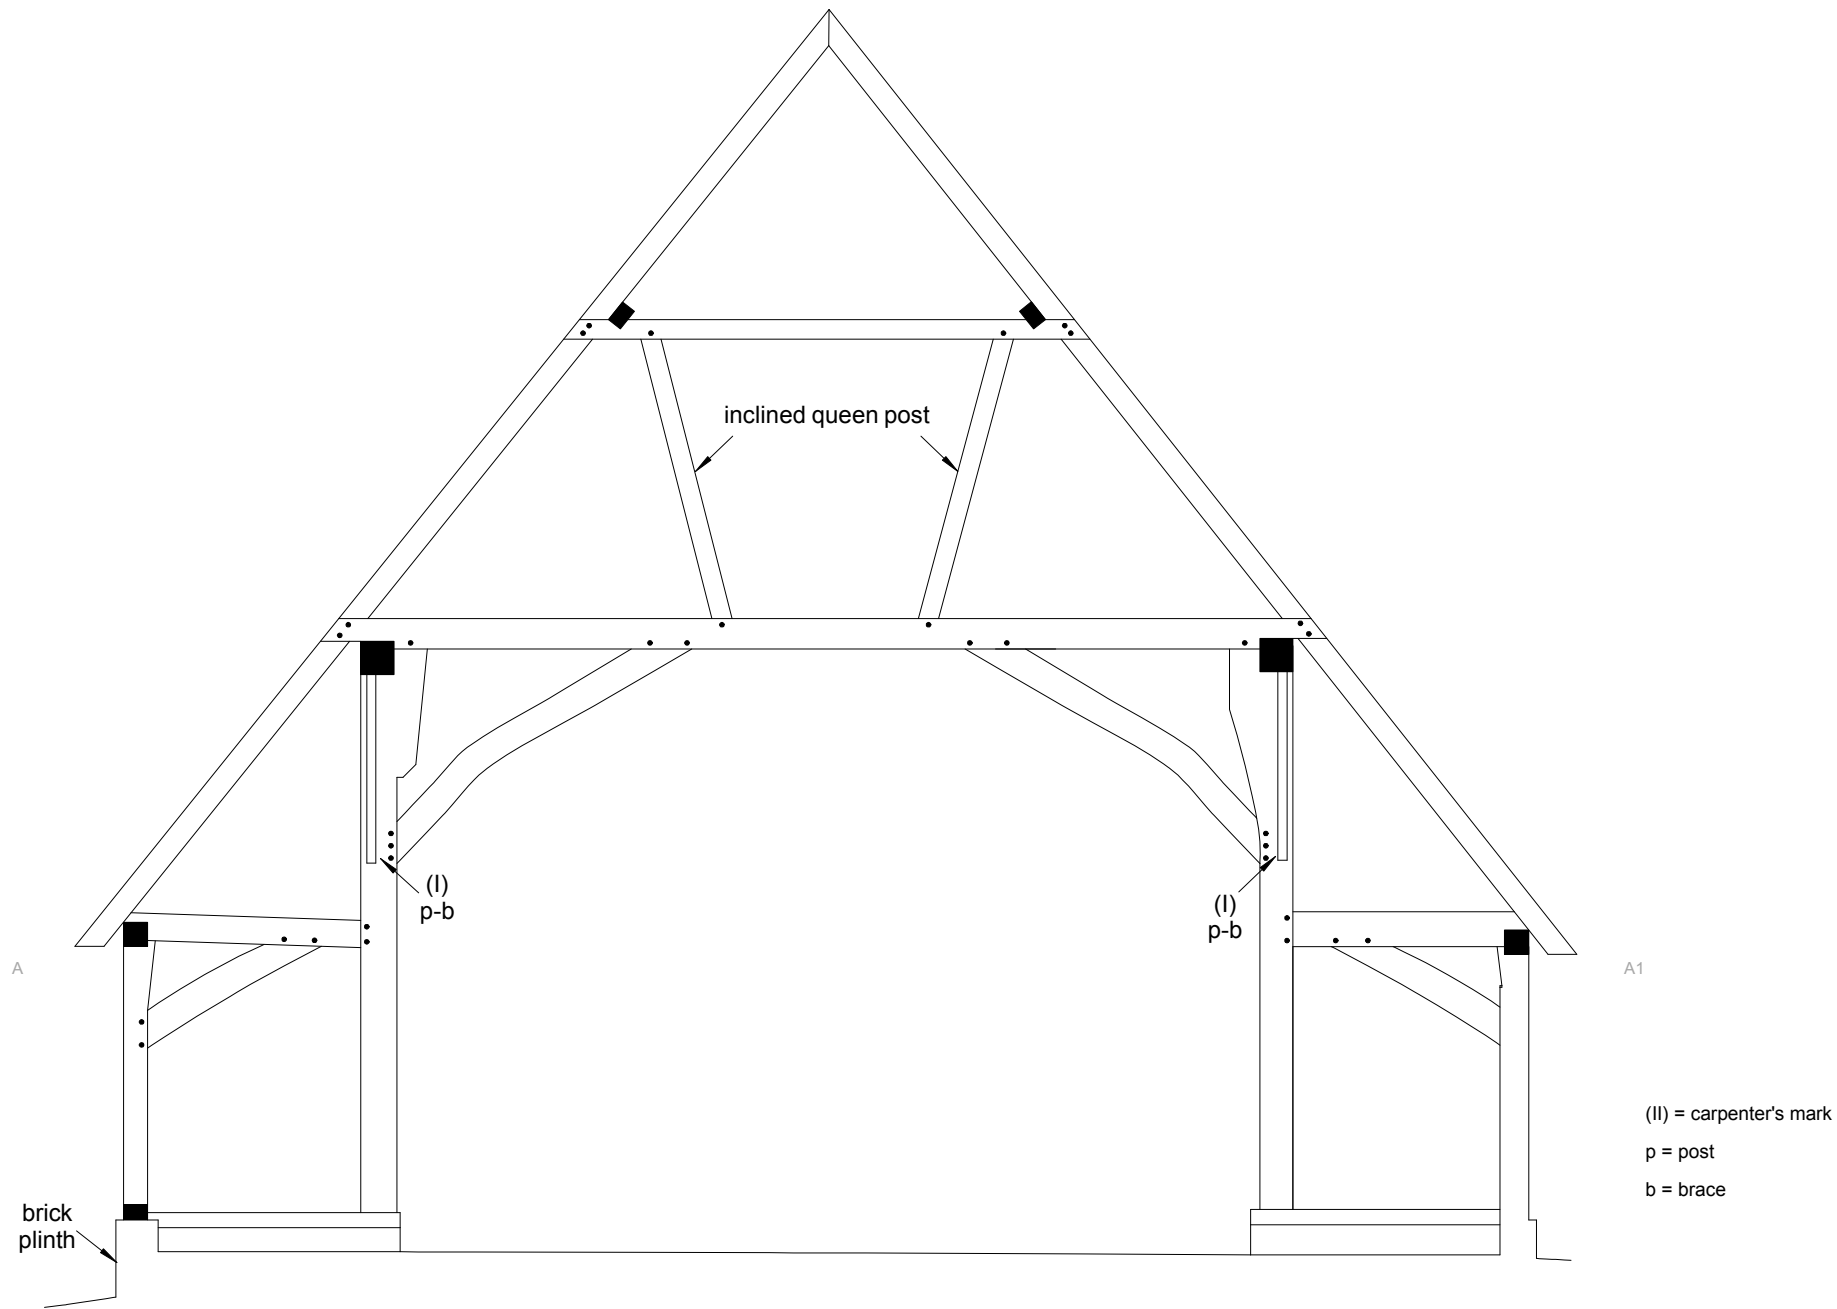 inclined queen post
(I)
p-b
(I)
p-b
A
A1
(II) = carpenter's mark
p = post
b = brace
brick
plinth